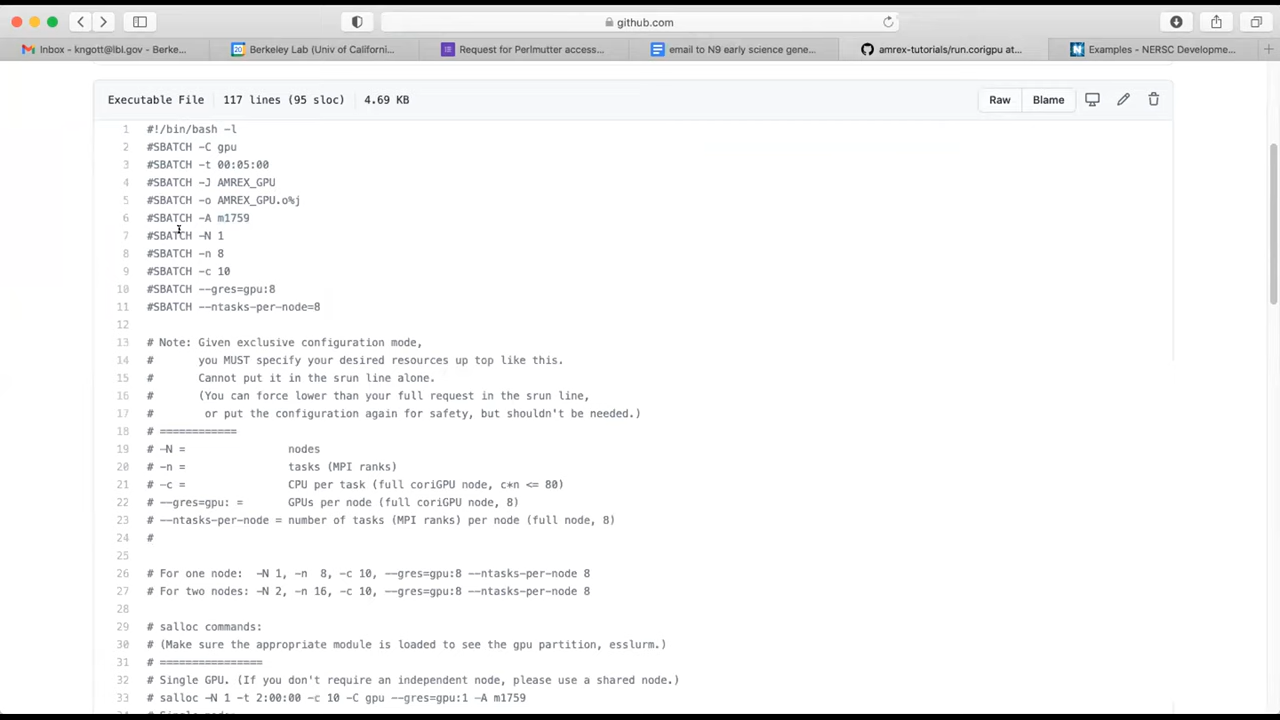 github.com
Inbox - kngott@lbl.gov - Berke...
Berkeley Lab (Univ of Californi...
Request for Perlmutter access...
email to N9 early science gene...
amrex-tutorials/run.corigpu at...
Examples - NERSC Developme...
Executable File 117 lines (95 sloc) 4.69 KB
Raw Blame
1 #!/bin/bash -l
2 #SBATCH -C gpu
3 #SBATCH -t 00:05:00
4 #SBATCH -J AMREX_GPU
5 #SBATCH -o AMREX_GPU.o%j
6 #SBATCH -A m1759
7 #SBATCH -N 1
8 #SBATCH -n 8
9 #SBATCH -c 10
10 #SBATCH --gres=gpu:8
11 #SBATCH --ntasks-per-node=8
12
13 # Note: Given exclusive configuration mode,
14 # you MUST specify your desired resources up top like this.
15 # Cannot put it in the srun line alone.
16 # (You can force lower than your full request in the srun line,
17 # or put the configuration again for safety, but shouldn't be needed.)
18 # ============
19 # -N = nodes
20 # -n = tasks (MPI ranks)
21 # -c = CPU per task (full coriGPU node, c*n <= 80)
22 # --gres=gpu: = GPUs per node (full coriGPU node, 8)
23 # --ntasks-per-node = number of tasks (MPI ranks) per node (full node, 8)
24 #
25
26 # For one node: -N 1, -n 8, -c 10, --gres=gpu:8 --ntasks-per-node 8
27 # For two nodes: -N 2, -n 16, -c 10, --gres=gpu:8 --ntasks-per-node 8
28
29 # salloc commands:
30 # (Make sure the appropriate module is loaded to see the gpu partition, esslurm.)
31 # ================
32 # Single GPU. (If you don't require an independent node, please use a shared node.)
33 # salloc -N 1 -t 2:00:00 -c 10 -C gpu --gres=gpu:1 -A m1759